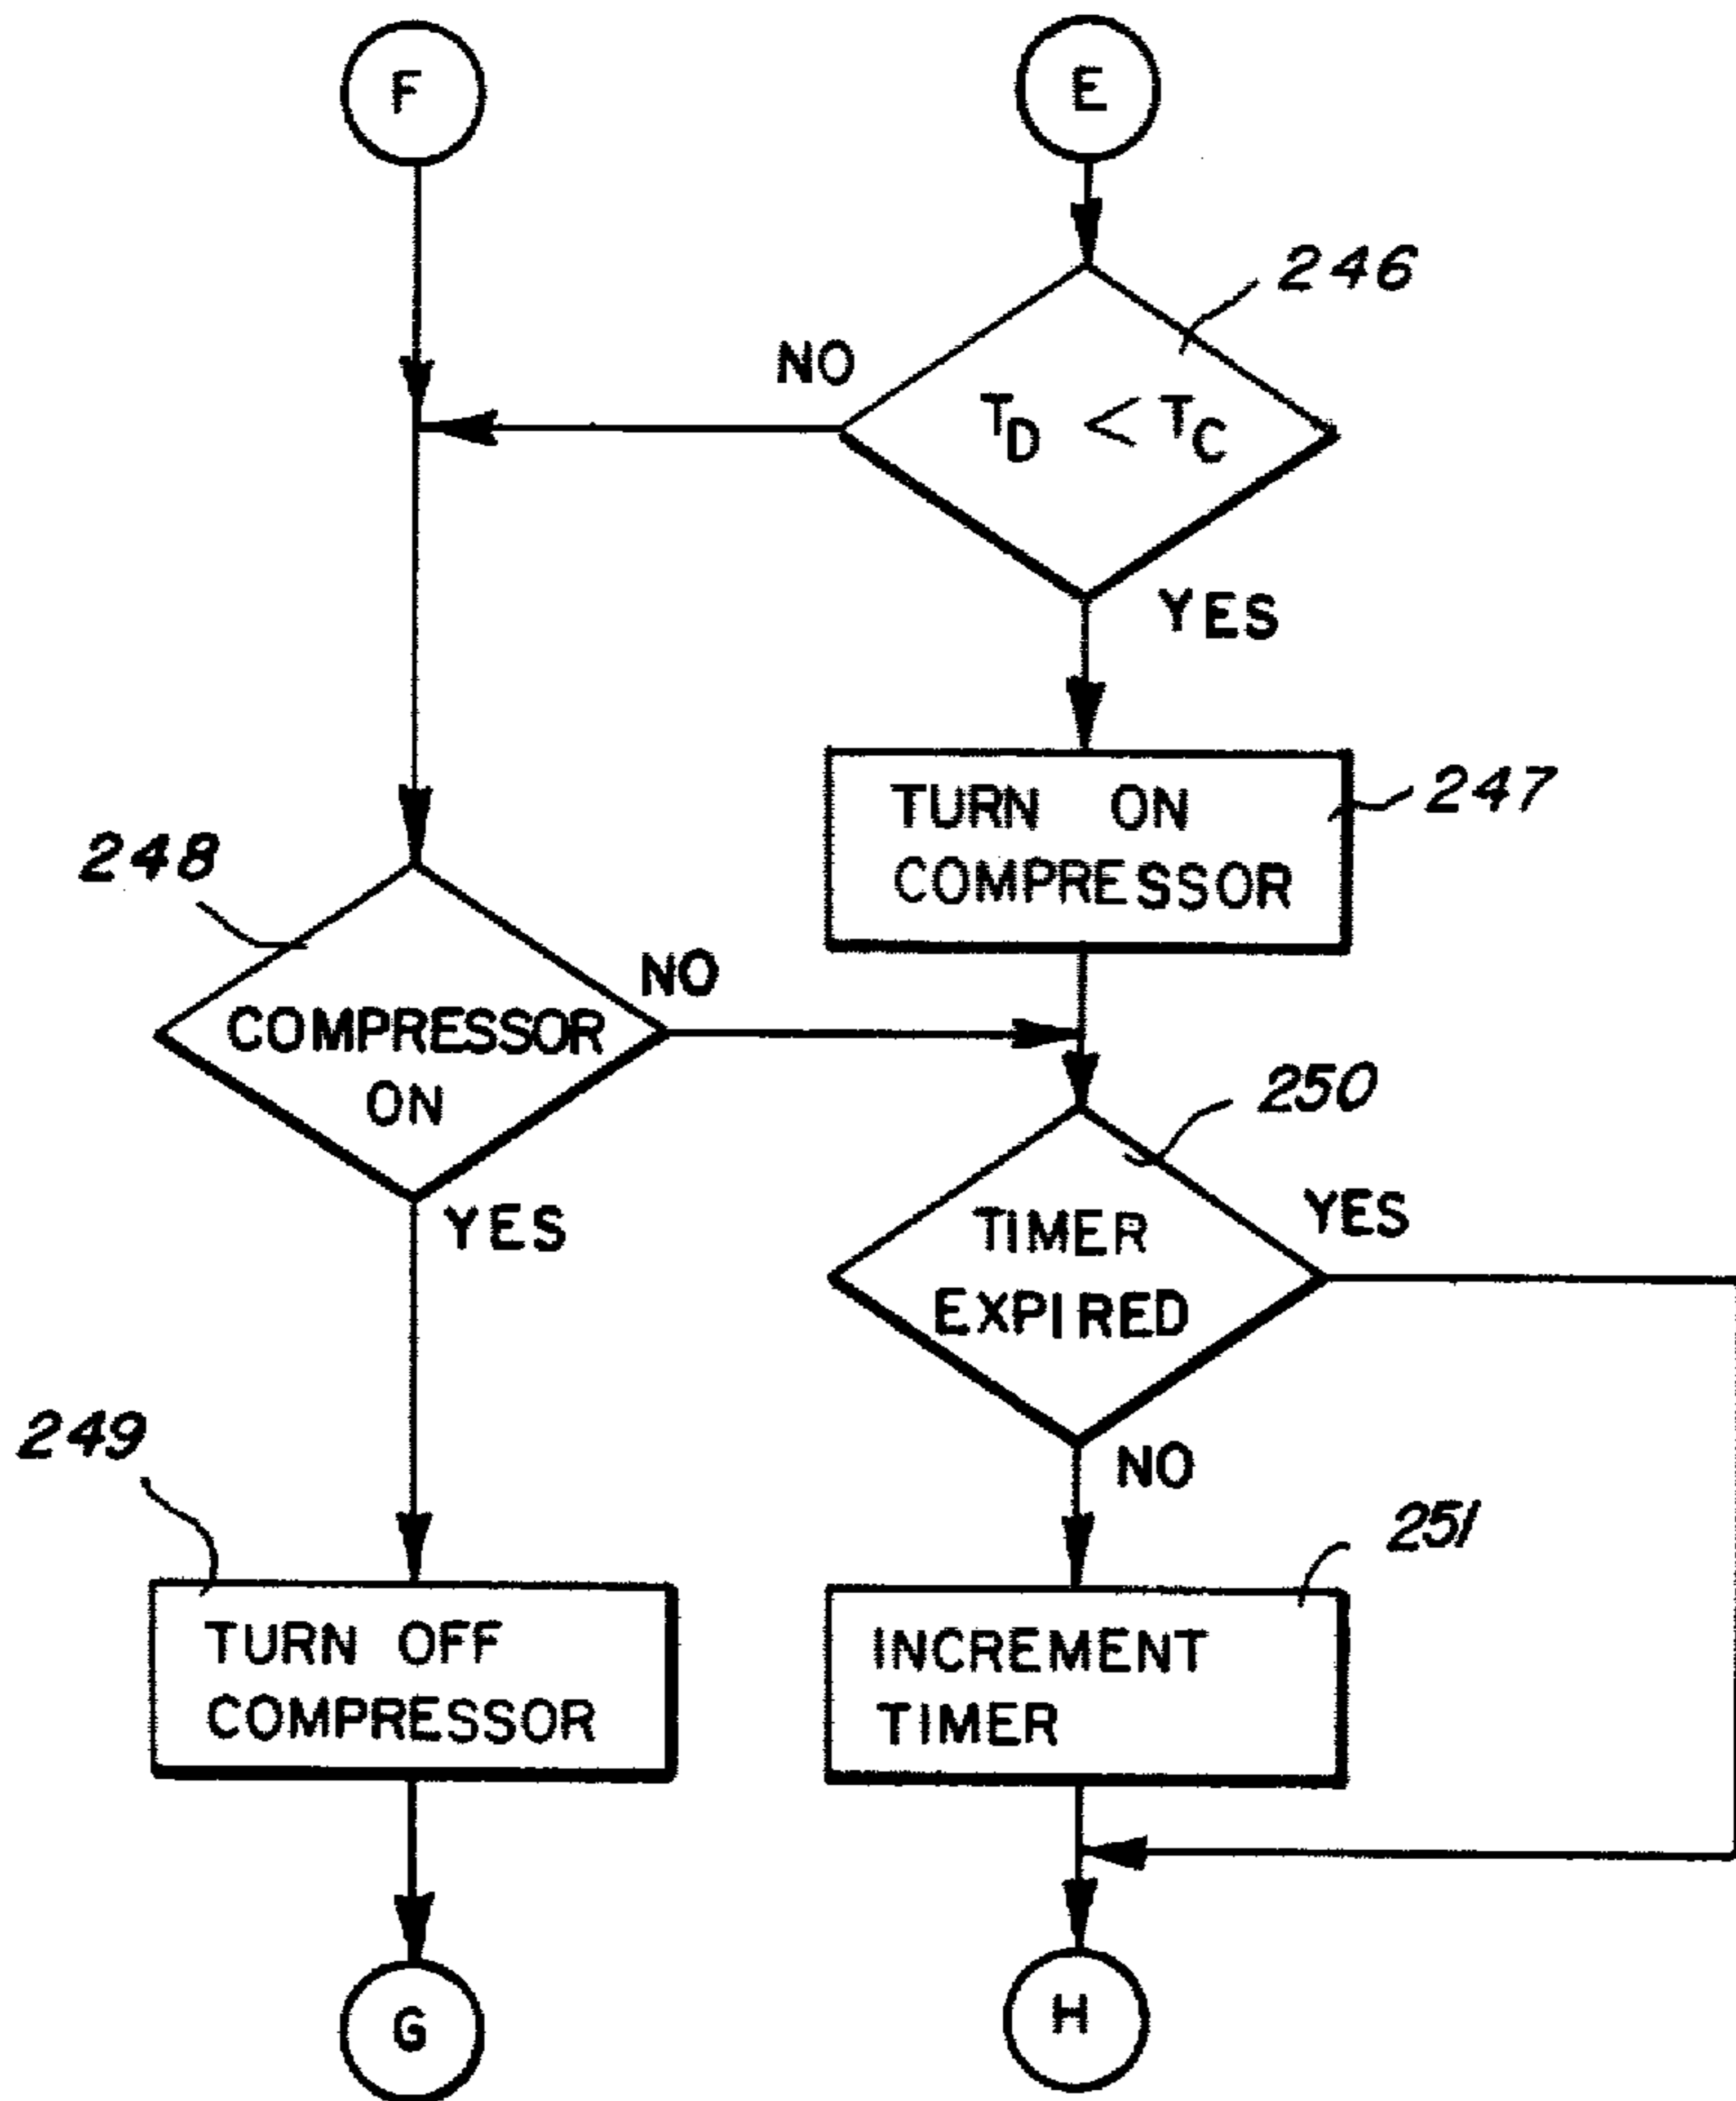 F
E
246
NO
TD < TC
YES
TURN ON
COMPRESSOR
247
248
NO
COMPRESSOR
ON
250
YES
TIMER
EXPIRED
YES
249
NO
251
TURN OFF
COMPRESSOR
INCREMENT
TIMER
G
H